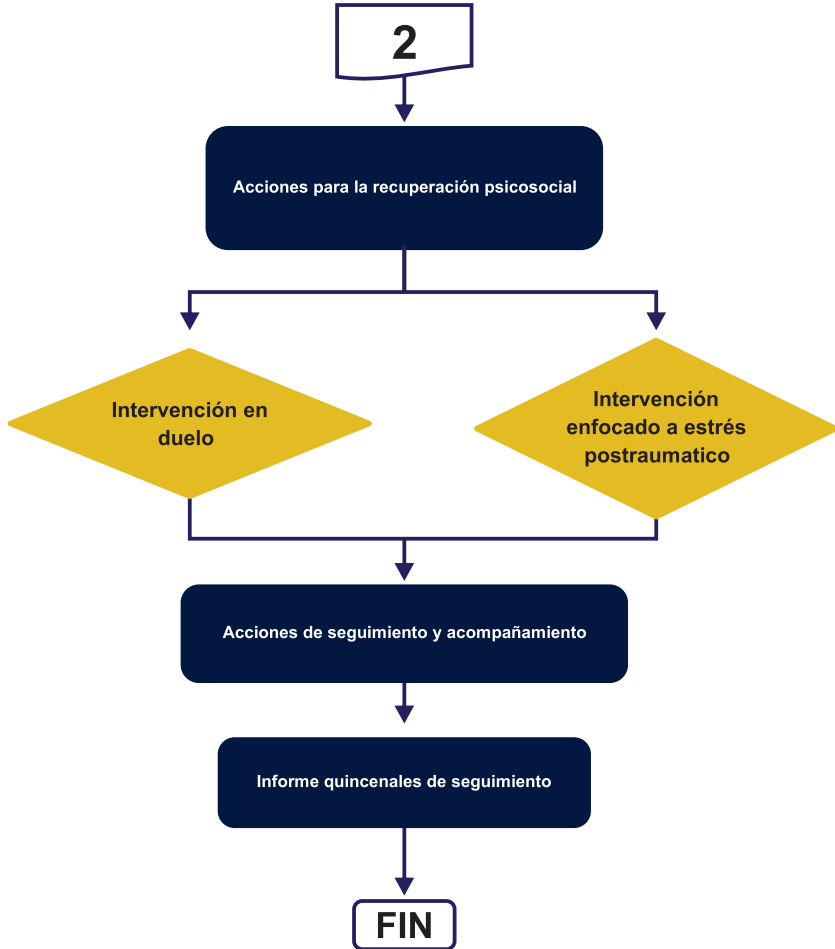 2
Acciones para la recuperación psicosocial
Intervención en
duelo
Intervención
enfocado a estrés
postraumatico
Acciones de seguimiento y acompañamiento
Informe quincenales de seguimiento
FIN